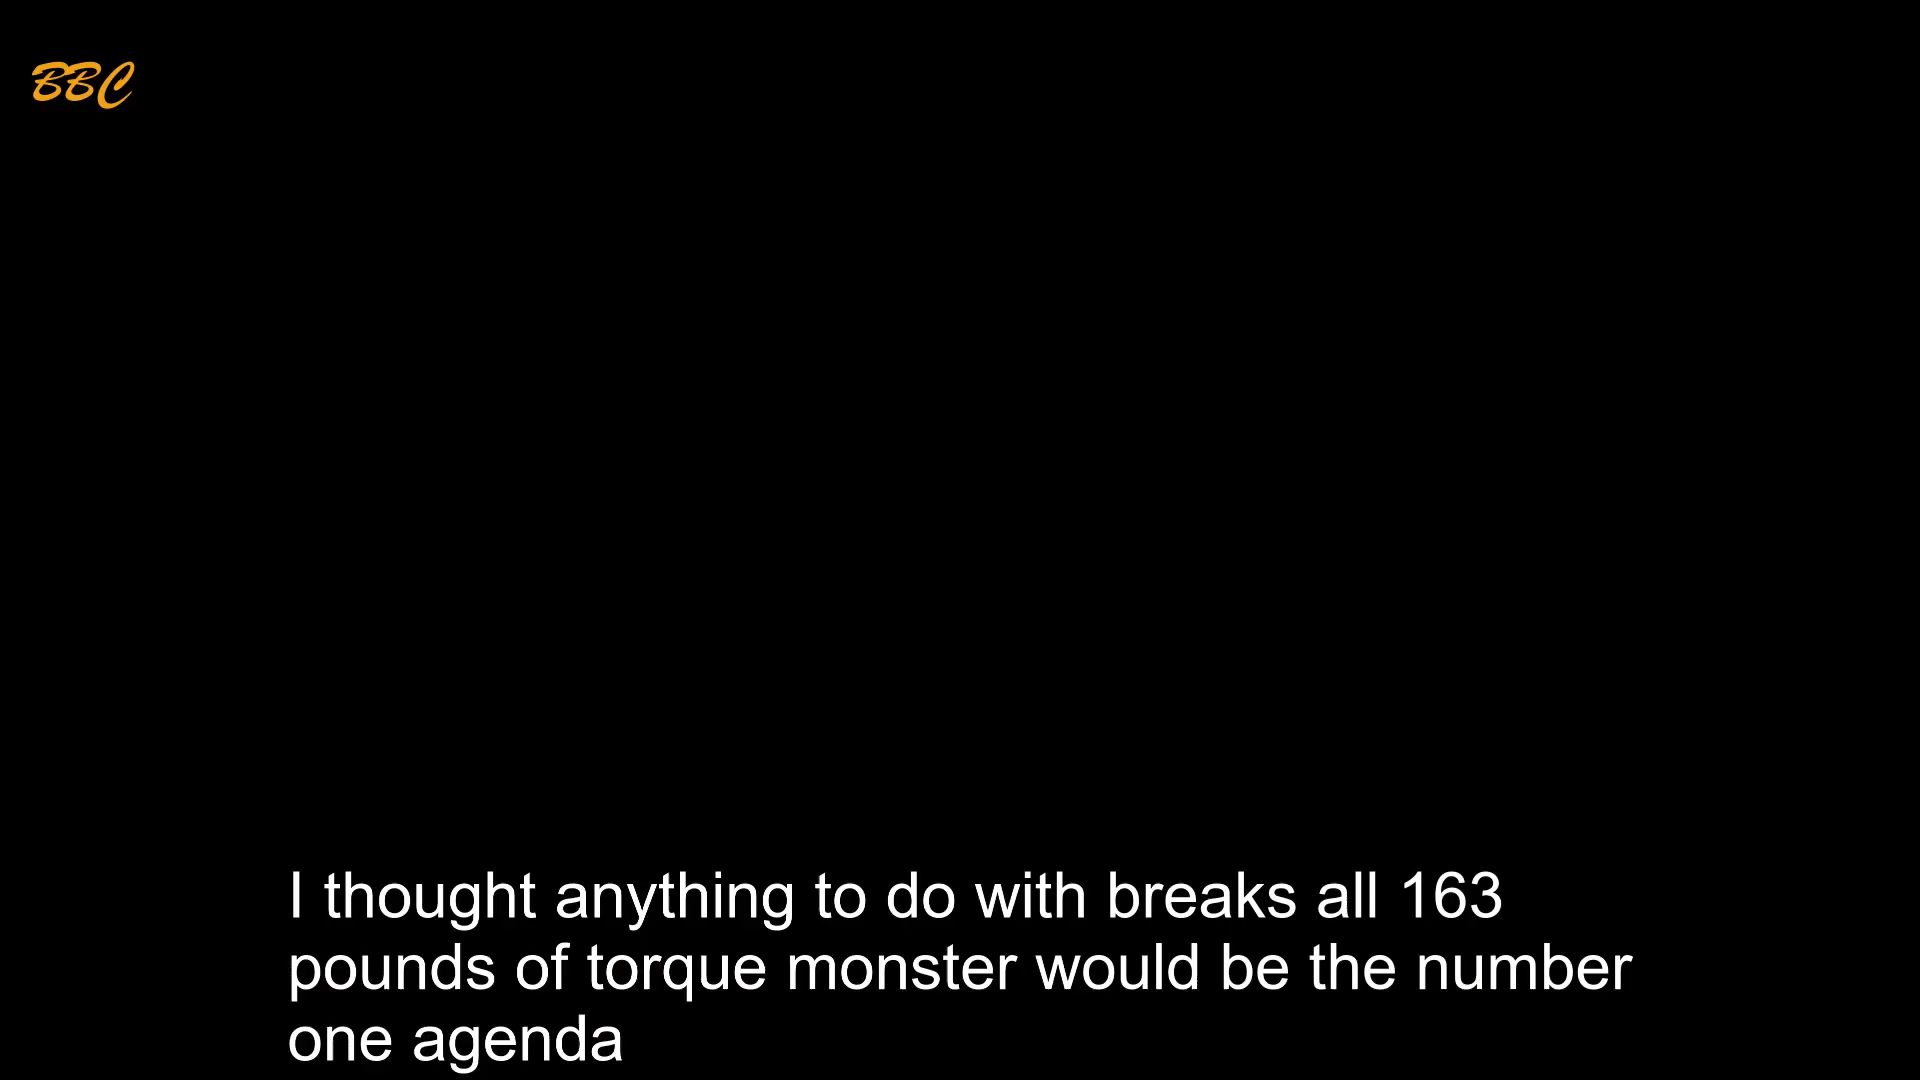 BBC
I thought anything to do with breaks all 163
pounds of torque monster would be the number
one agenda